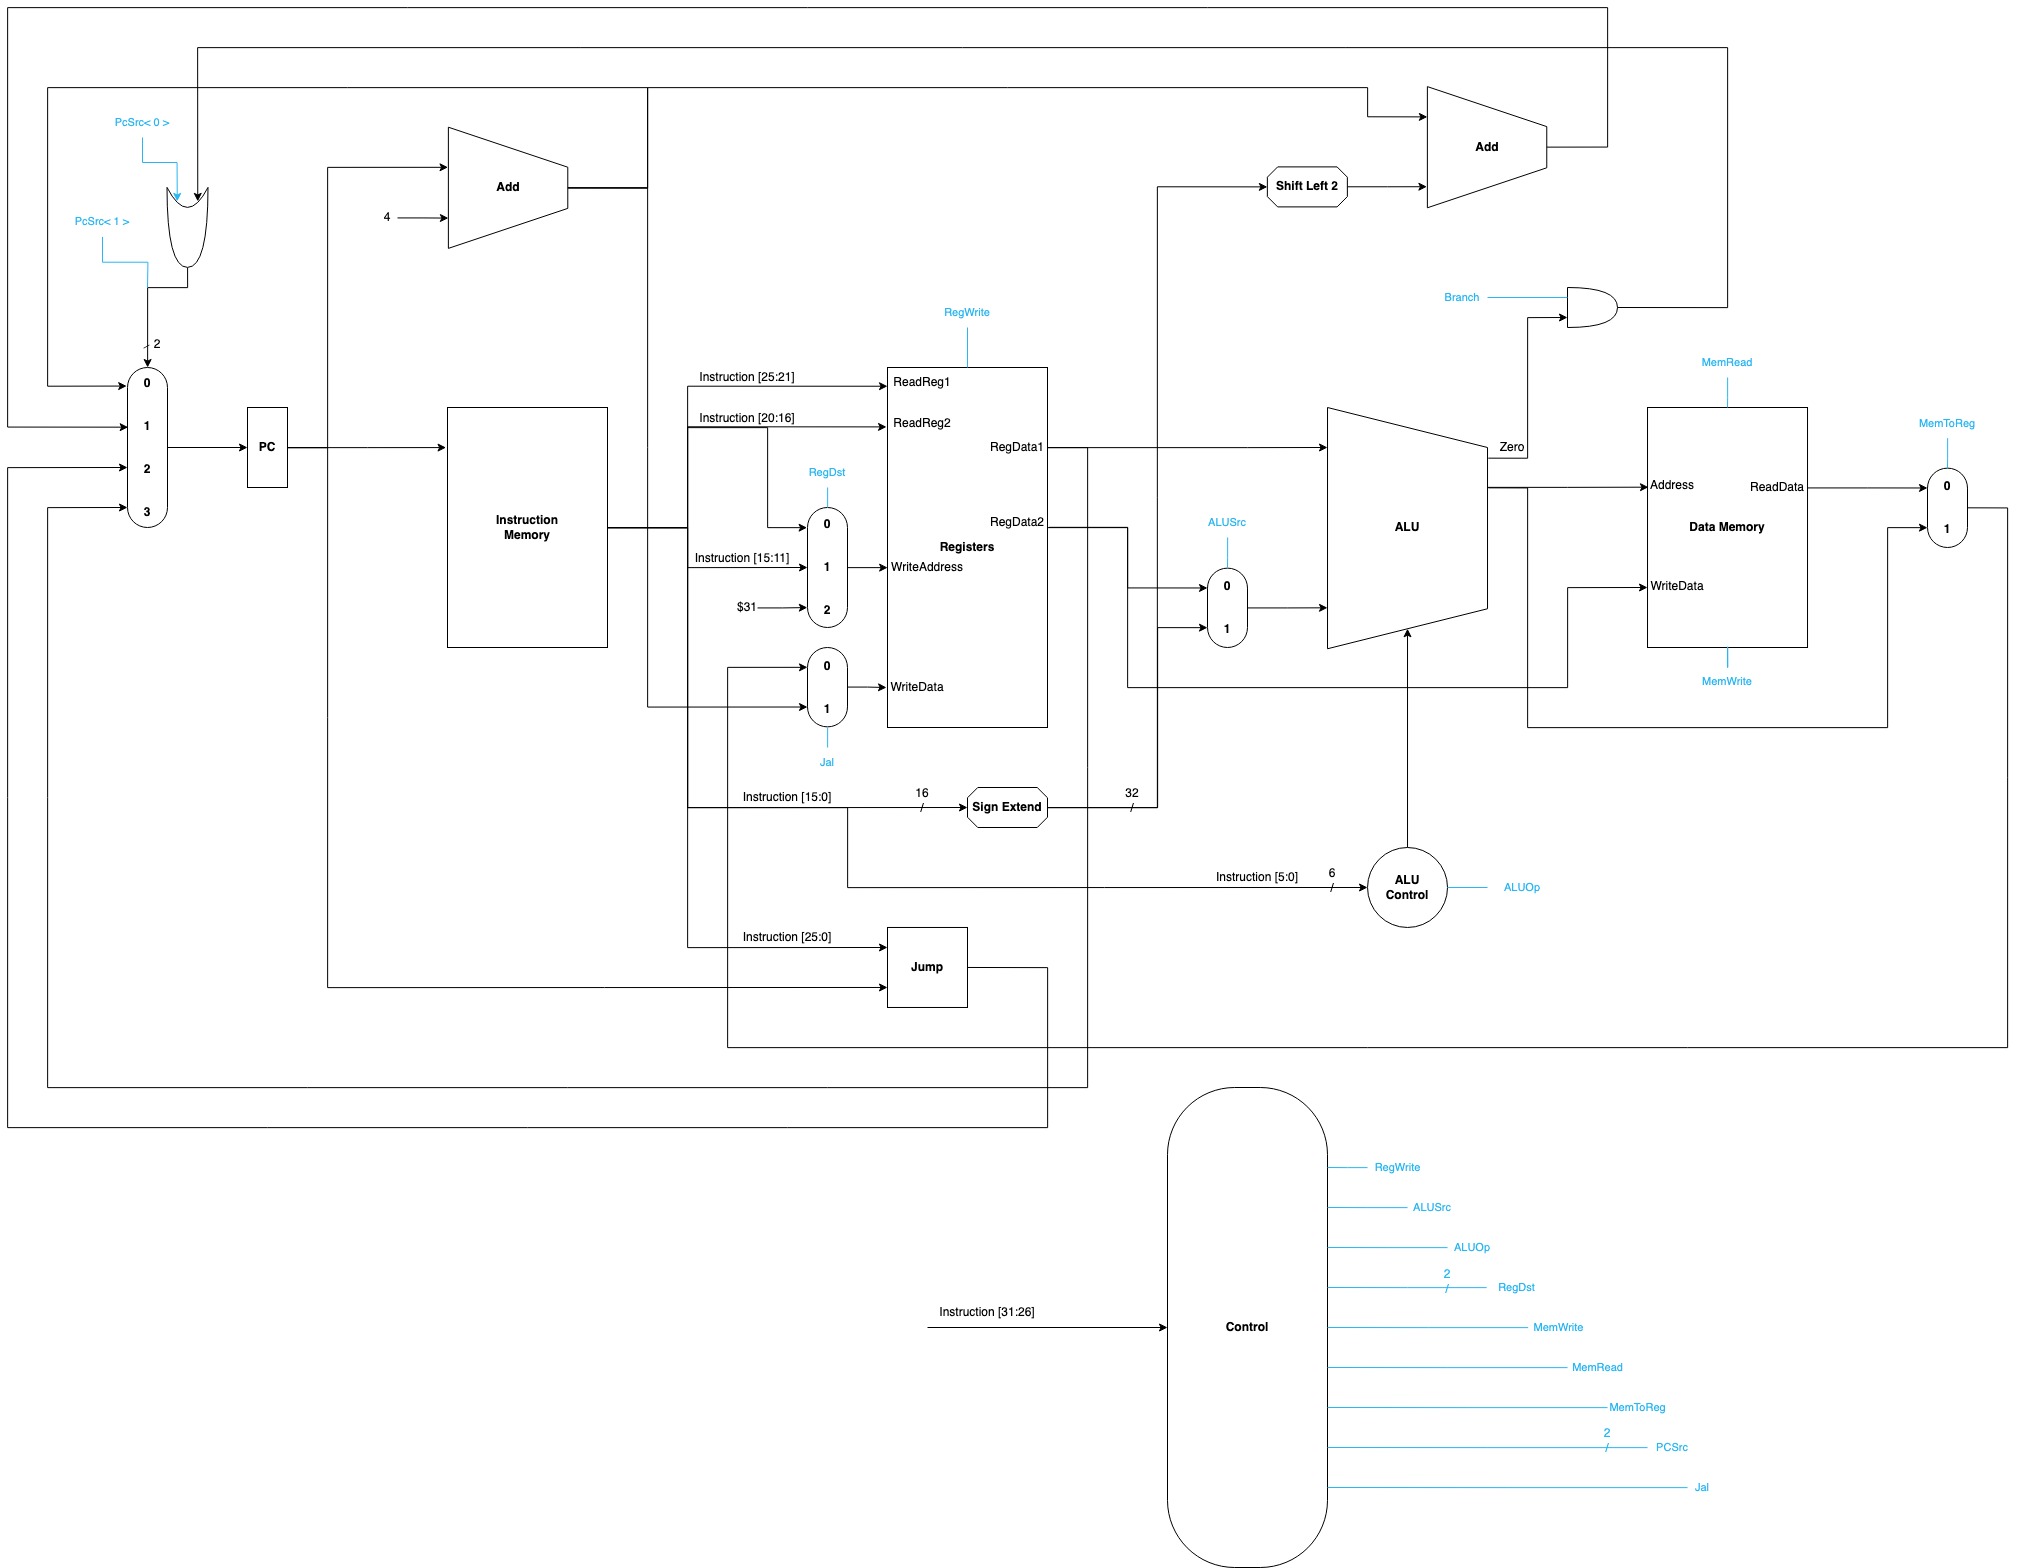 PcSrc< 0 >
Add
Add
Shift Left 2
4
PcSrc< 1 >
Branch
RegWrite
2
MemRead
0
1
2
3
PC
Instruction [25:21]
ReadReg1
Instruction [20:16]
ReadReg2
RegData1
Zero
MemToReg
RegDst
Address
ReadData
0
1
Instruction
Memory
0
1
2
Instruction [15:11]
$31
RegData2
Registers
WriteAddress
ALUSrc
0
1
ALU
Data Memory
WriteData
MemWrite
0
1
WriteData
Jal
Instruction [15:0]
16
Sign Extend
32
Instruction [5:0]
6
ALU
Control
ALUOp
Instruction [25:0]
Jump
RegWrite
ALUSrc
ALUOp
2
RegDst
Instruction [31:26]
Control
MemWrite
MemRead
MemToReg
2
PCSrc
Jal